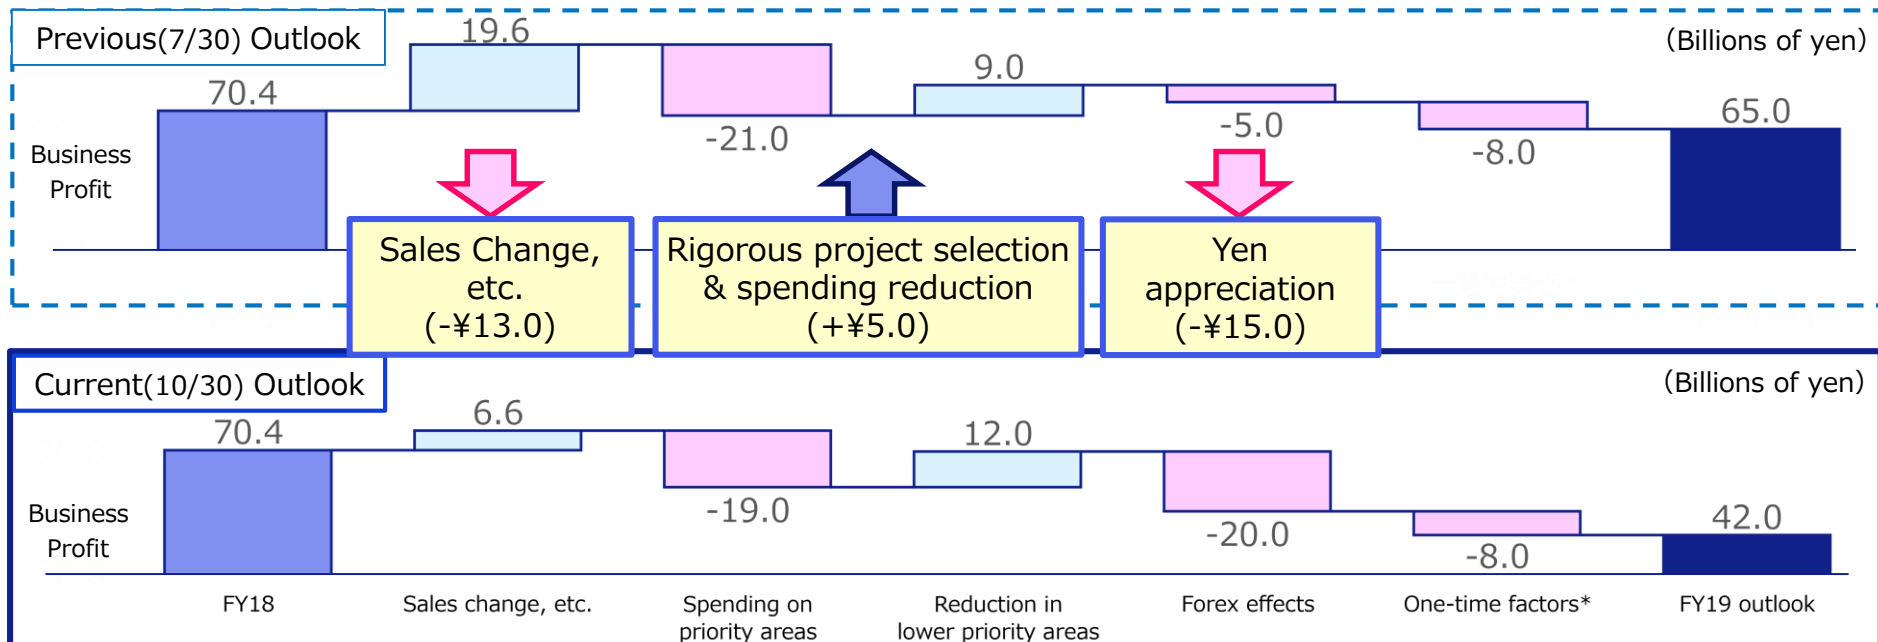 Previous(7/30) Outlook
（Billions of yen）
70.4
19.6
-21.0
9.0
-5.0
-8.0
65.0
Business
Profit
Sales Change,
etc.
(-¥13.0)
Rigorous project selection
& spending reduction
(+¥5.0)
Yen
appreciation
(-¥15.0)
Current(10/30) Outlook
（Billions of yen）
70.4
6.6
-19.0
12.0
-20.0
-8.0
42.0
Business
Profit
FY18
Sales change, etc.
Spending on
priority areas
Reduction in
lower priority areas
Forex effects
One-time factors*
FY19 outlook